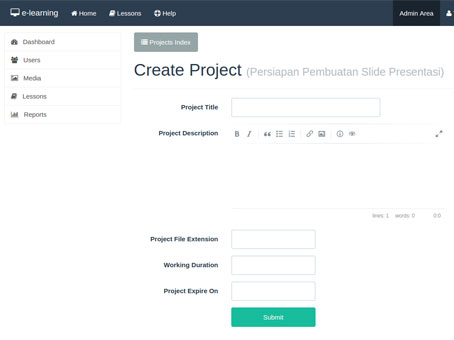 e-learning Home Lessons Help Admin Area
Dashboard
Users
Media
Lessons
Reports
Projects Index
Create Project (Persiapan Pembuatan Slide Presentasi)
Project Title
Project Description
B I
lines: 1 words: 0 0:0
Project File Extension
Working Duration
Project Expire On
Submit